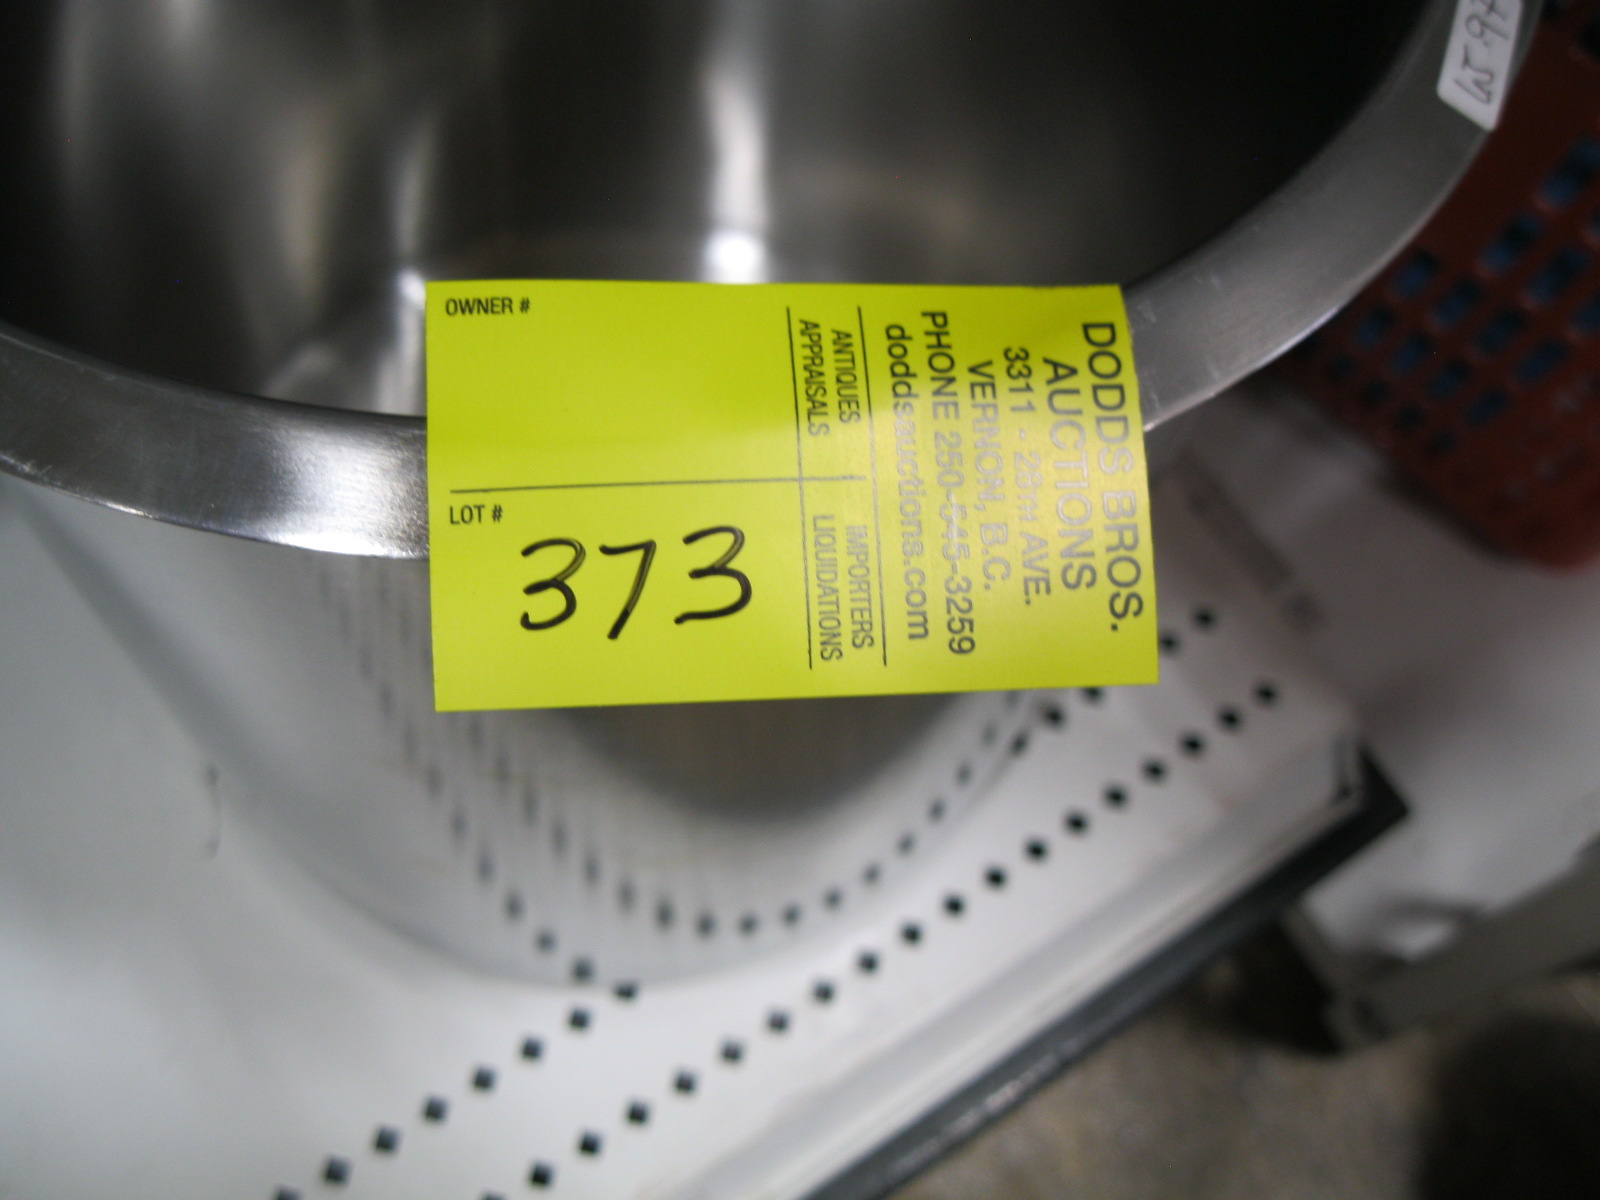 DODDS BROS.
AUCTIONS
3311 - 28TH AVE.
VERNON, B.C.
PHONE 250-545-3259
doddsauctions.com
ANTIQUES IMPORTERS
APPRAISALS LIQUIDATIONS
OWNER #
LOT #
373